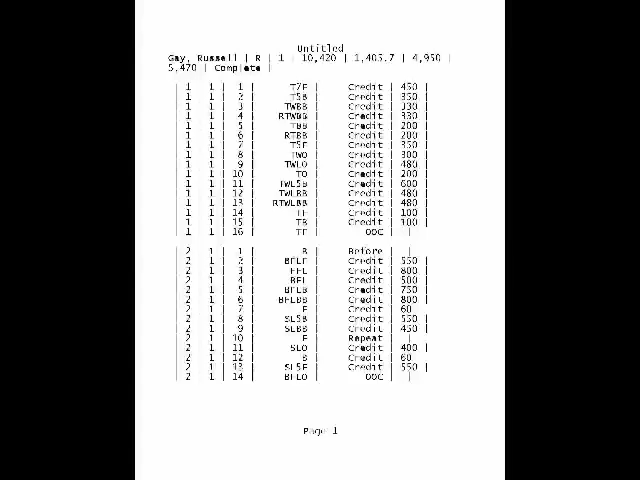 Untitled
Gay, Russell | R | 1 | 10,420 | 1,405.7 | 4,950 |
5,470 | Complete |
| 1 | 1 | 1 | T7F | Credit | 450 |
| 1 | 1 | 2 | T5B | Credit | 350 |
| 1 | 1 | 3 | TWBB | Credit | 330 |
| 1 | 1 | 4 | RTWBB | Credit | 330 |
| 1 | 1 | 5 | TBB | Credit | 200 |
| 1 | 1 | 6 | RTBB | Credit | 200 |
| 1 | 1 | 7 | T5F | Credit | 350 |
| 1 | 1 | 8 | TWO | Credit | 300 |
| 1 | 1 | 9 | TWLO | Credit | 480 |
| 1 | 1 | 10 | TO | Credit | 200 |
| 1 | 1 | 11 | TWL5B | Credit | 600 |
| 1 | 1 | 12 | TWLBB | Credit | 480 |
| 1 | 1 | 13 | RTWLBB | Credit | 480 |
| 1 | 1 | 14 | TF | Credit | 100 |
| 1 | 1 | 15 | TB | Credit | 100 |
| 1 | 1 | 16 | TF | OOC | |
| 2 | 1 | 1 | B | Before | |
| 2 | 1 | 2 | BFLF | Credit | 550 |
| 2 | 1 | 3 | FFL | Credit | 800 |
| 2 | 1 | 4 | BFL | Credit | 500 |
| 2 | 1 | 5 | BFLB | Credit | 750 |
| 2 | 1 | 6 | BFLBB | Credit | 800 |
| 2 | 1 | 7 | F | Credit | 60 |
| 2 | 1 | 8 | SL5B | Credit | 550 |
| 2 | 1 | 9 | SLBB | Credit | 450 |
| 2 | 1 | 10 | F | Repeat | |
| 2 | 1 | 11 | SLO | Credit | 400 |
| 2 | 1 | 12 | B | Credit | 60 |
| 2 | 1 | 13 | SL5F | Credit | 550 |
| 2 | 1 | 14 | BFLO | OOC | |
Page 1